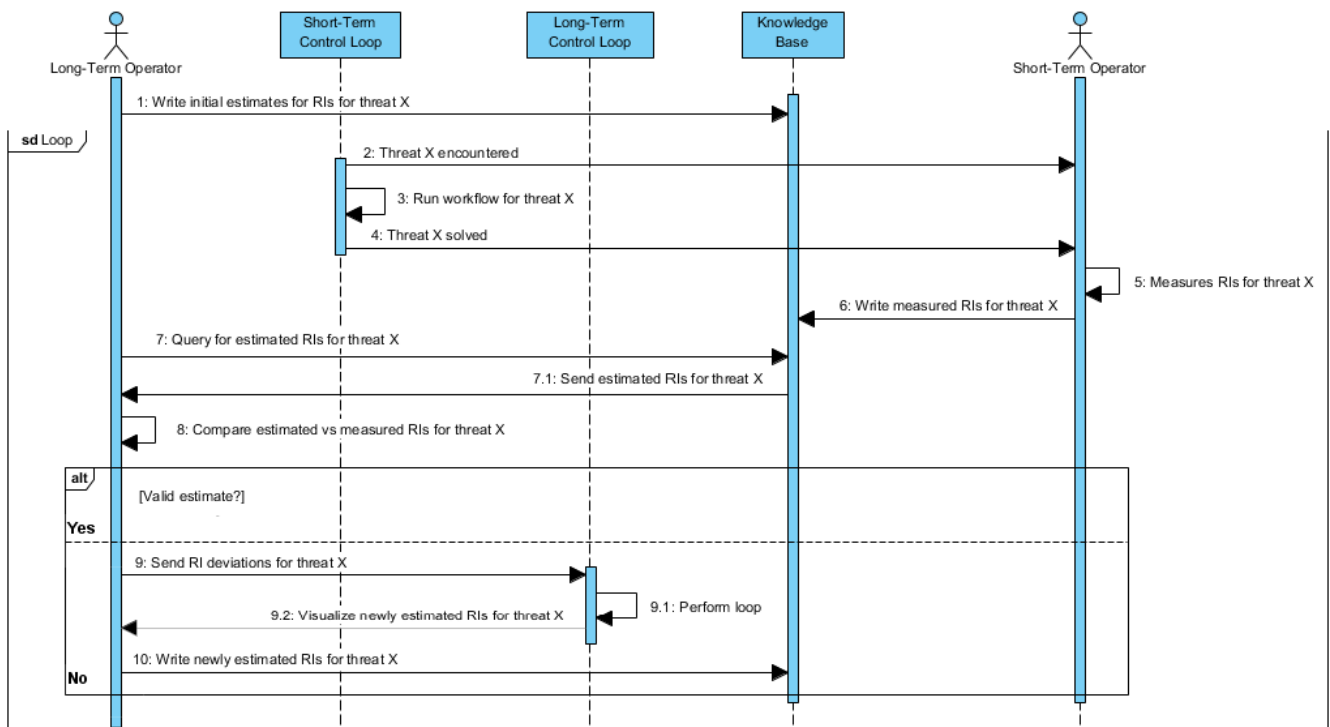 Short-Term
Control Loop
Long-Term
Control Loop
Knowledge
Base
Long-Term Operator
Short-Term Operator
1: Write initial estimates for RIs for threat X
sd Loop
2: Threat X encountered
3: Run workflow for threat X
4: Threat X solved
5: Measures RIs for threat X
6: Write measured RIs for threat X
7: Query for estimated RIs for threat X
7.1: Send estimated RIs for threat X
8: Compare estimated vs measured RIs for threat X
alt
[Valid estimate?]
Yes
9: Send RI deviations for threat X
9.1: Perform loop
9.2: Visualize newly estimated RIs for threat X
10: Write newly estimated RIs for threat X
No